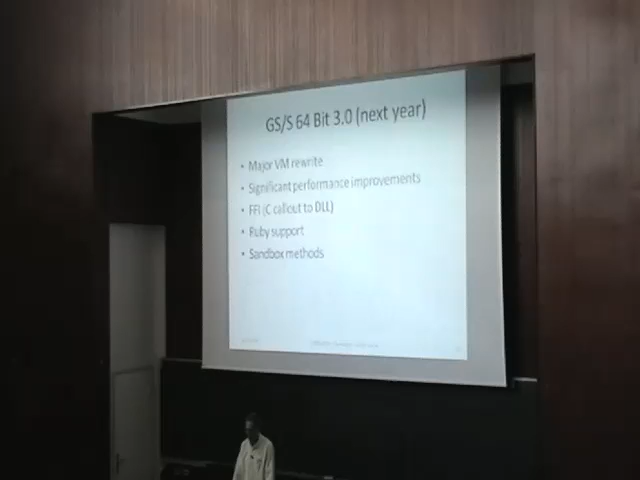 GS/S 64 Bit 3.0 (next year)
• Major VM rewrite
• Significant performance improvements
• FFI (C callout to DLL)
• Ruby support
• Sandbox methods